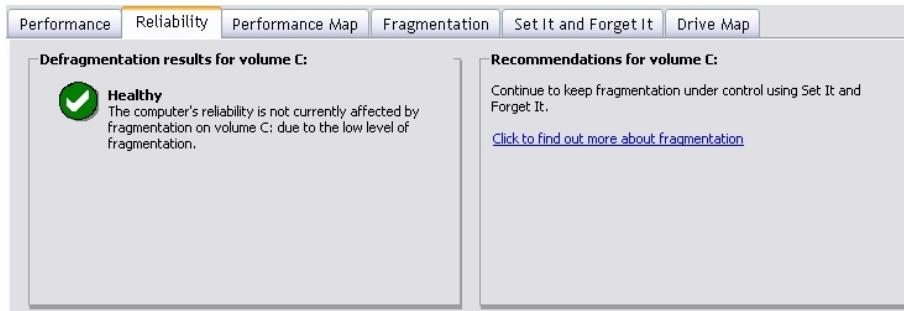 Performance Reliability Performance Map Fragmentation Set It and Forget It Drive Map
Defragmentation results for volume C:
Healthy
The computer's reliability is not currently affected by
fragmentation on volume C: due to the low level of
fragmentation.
Recommendations for volume C:
Continue to keep fragmentation under control using Set It and
Forget It.
Click to find out more about fragmentation